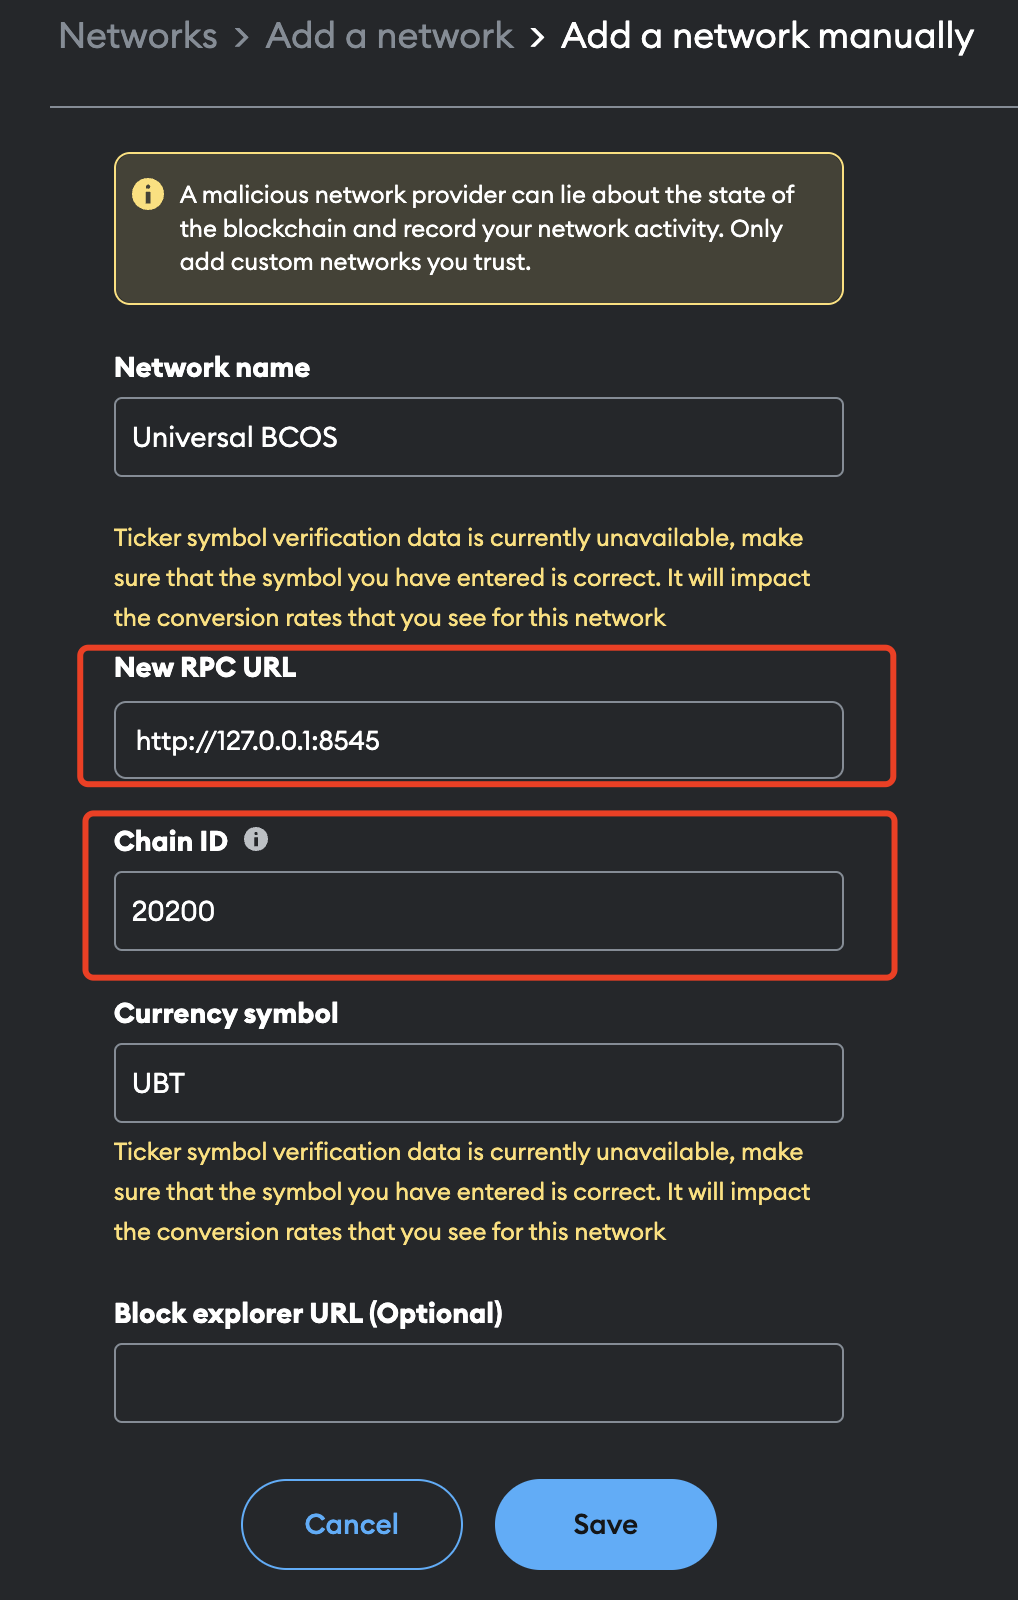 Networks > Add a network > Add a network manually
A malicious network provider can lie about the state of
the blockchain and record your network activity. Only
add custom networks you trust.
Network name
Universal BCOS
Ticker symbol verification data is currently unavailable, make
sure that the symbol you have entered is correct. It will impact
the conversion rates that you see for this network
New RPC URL
http://127.0.0.1:8545
Chain ID
20200
Currency symbol
UBT
Ticker symbol verification data is currently unavailable, make
sure that the symbol you have entered is correct. It will impact
the conversion rates that you see for this network
Block explorer URL (Optional)
Cancel Save